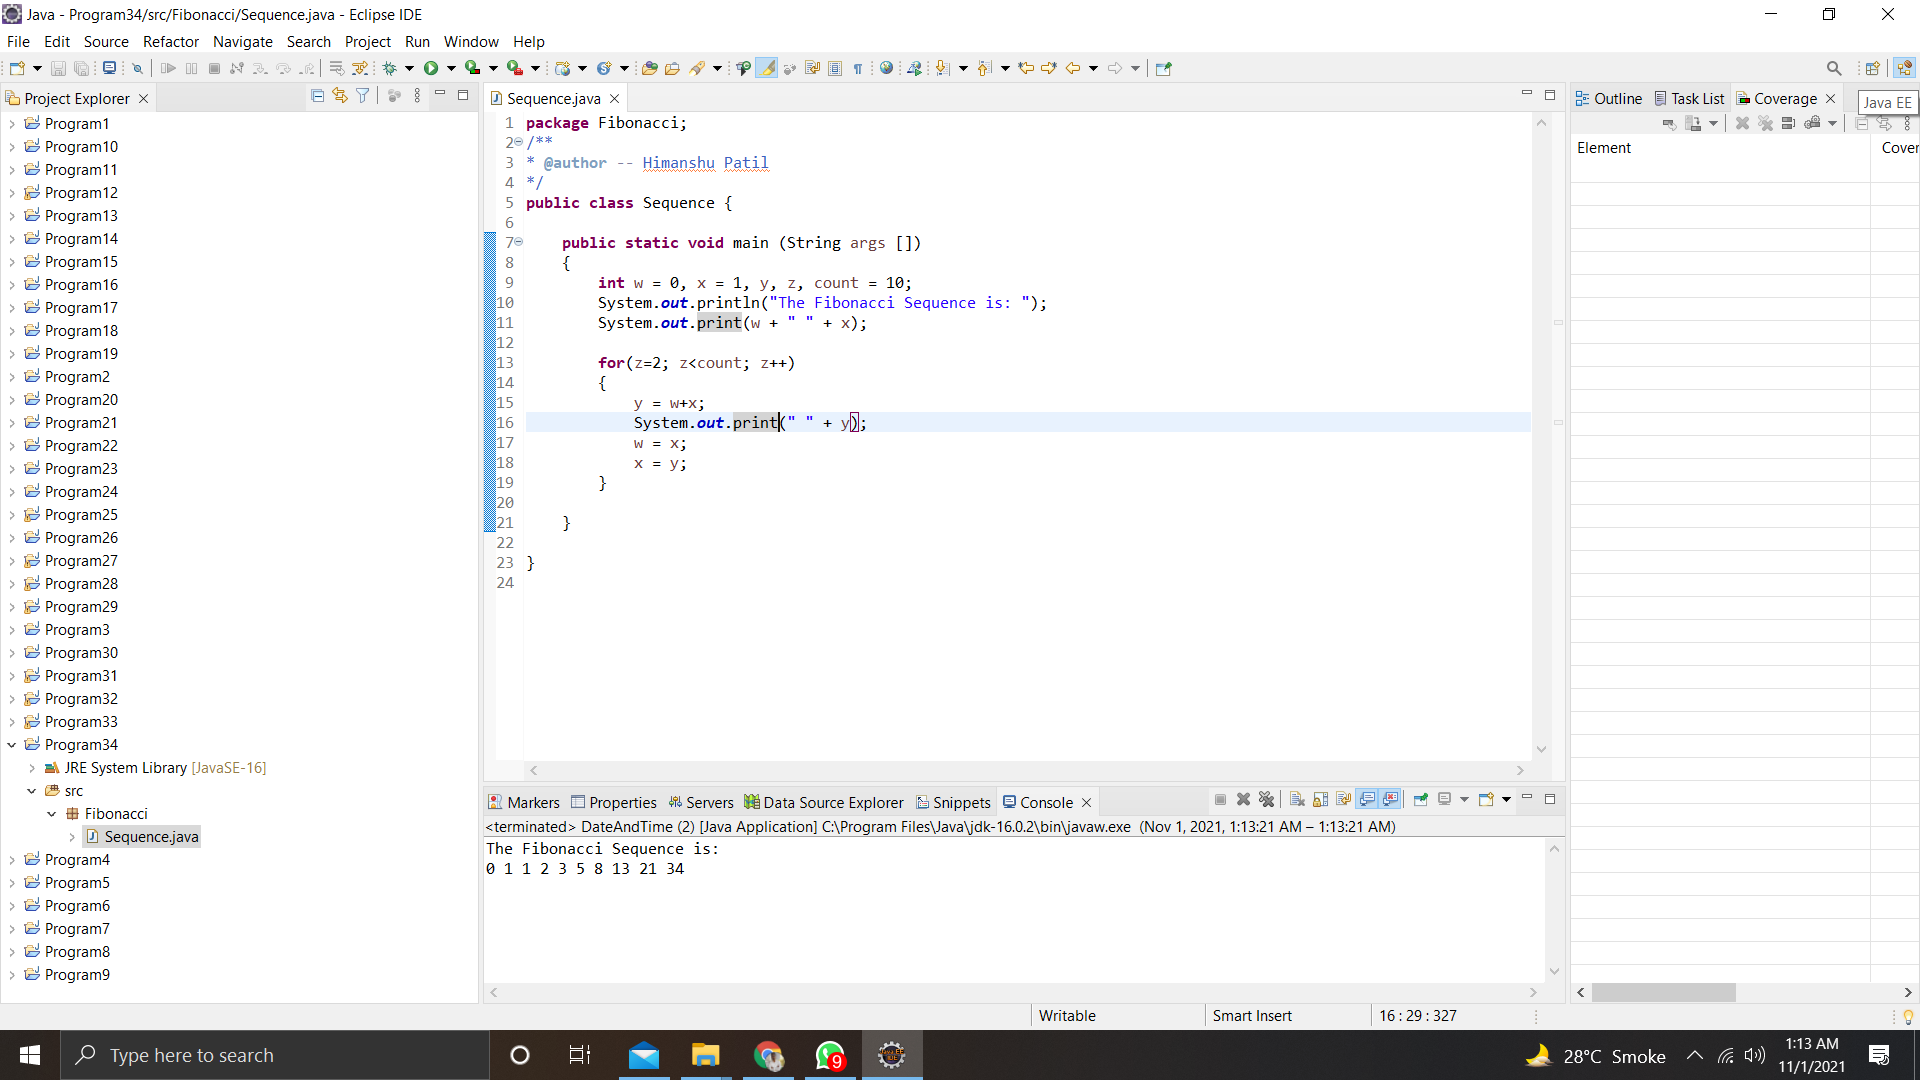 Java - Program34/src/Fibonacci/Sequence.java - Eclipse IDE
File Edit Source Refactor Navigate Search Project Run Window Help
Project Explorer
Program1
Program10
Program11
Program12
Program13
Program14
Program15
Program16
Program17
Program18
Program19
Program2
Program20
Program21
Program22
Program23
Program24
Program25
Program26
Program27
Program28
Program29
Program3
Program30
Program31
Program32
Program33
Program34
JRE System Library [JavaSE-16]
src
Fibonacci
Sequence.java
Program4
Program5
Program6
Program7
Program8
Program9
Sequence.java
1 package Fibonacci;
2 /**
3 * @author -- Himanshu Patil
4 */
5 public class Sequence {
6
7 public static void main (String args [])
8 {
9 int w = 0, x = 1, y, z, count = 10;
10 System.out.println("The Fibonacci Sequence is: ");
11 System.out.print(w + " " + x);
12
13 for(z=2; z<count; z++)
14 {
15 y = w+x;
16 System.out.print(" " + y);
17 w = x;
18 x = y;
19 }
20
21 }
22
23 }
24
Outline Task List Coverage
Java EE
Element Cover
Markers Properties Servers Data Source Explorer Snippets Console
<terminated> DateAndTime (2) [Java Application] C:\Program Files\Java\jdk-16.0.2\bin\javaw.exe (Nov 1, 2021, 1:13:21 AM – 1:13:21 AM)
The Fibonacci Sequence is:
0 1 1 2 3 5 8 13 21 34
Writable Smart Insert 16 : 29 : 327
Type here to search
9
28°C Smoke
1:13 AM
11/1/2021